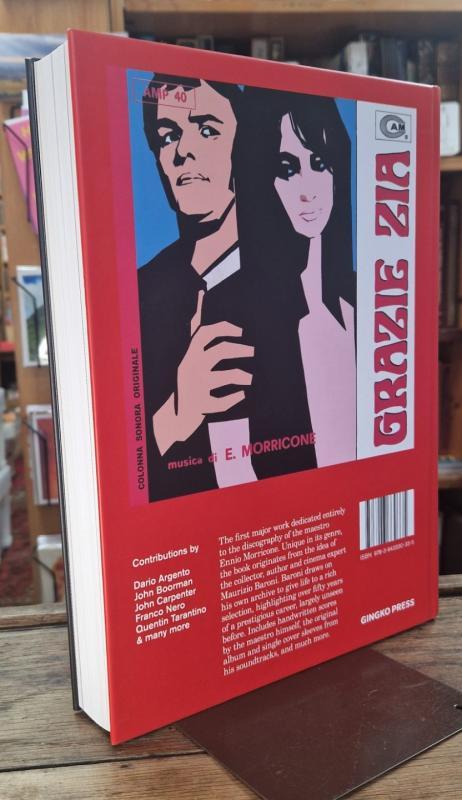 CAMP 40
CAM
GRAZIE ZIA
COLONNA SONORA ORIGINALE
musica di E. MORRICONE
Contributions by
Dario Argento
John Boorman
John Carpenter
Franco Nero
Quentin Tarantino
& many more
The first major work dedicated entirely
to the discography of the maestro
Ennio Morricone. Unique in its genre,
the book originates from the idea of
the collector, author and cinema expert
Maurizio Baroni. Baroni draws on
his own archive to give life to a rich
selection, highlighting over fifty years
of a prestigious career, largely unseen
before. Includes handwritten scores
by the maestro himself, the original
album and single cover sleeves from
his soundtracks, and much more.
GINGKO PRESS